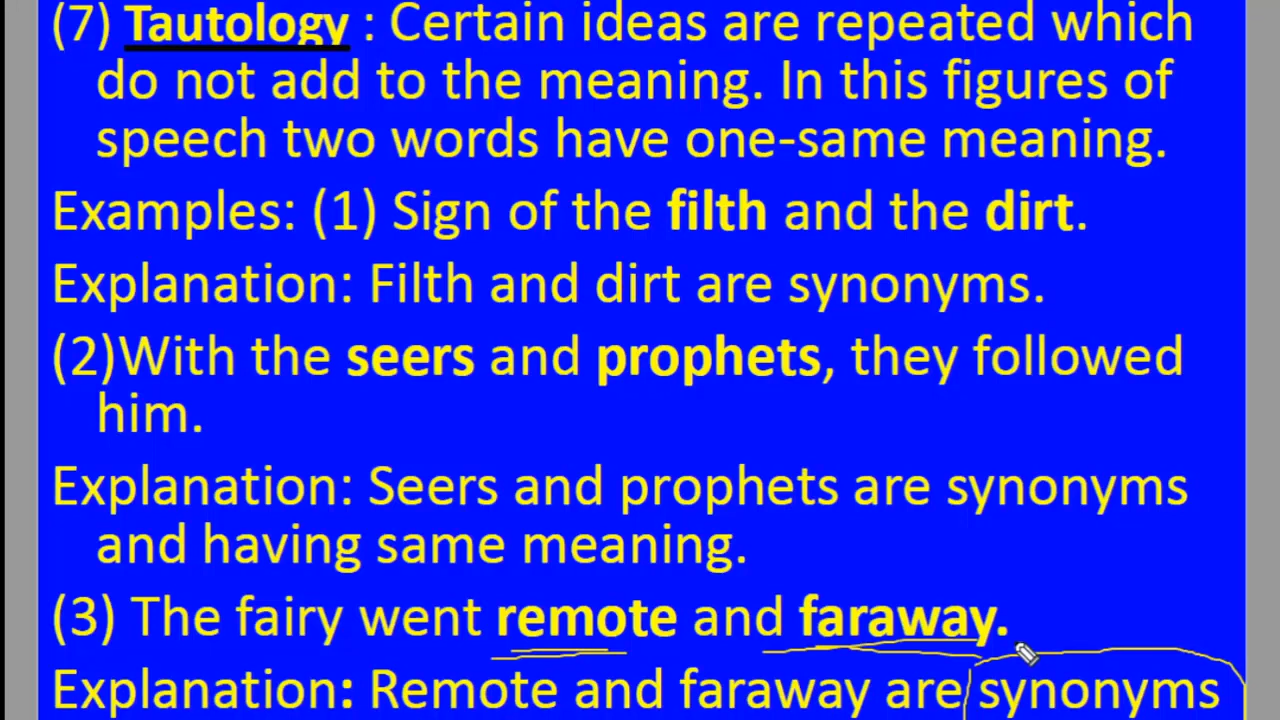 (7) Tautology : Certain ideas are repeated which
do not add to the meaning. In this figures of
speech two words have one-same meaning.
Examples: (1) Sign of the filth and the dirt.
Explanation: Filth and dirt are synonyms.
(2)With the seers and prophets, they followed
him.
Explanation: Seers and prophets are synonyms
and having same meaning.
(3) The fairy went remote and faraway.
Explanation: Remote and faraway are synonyms